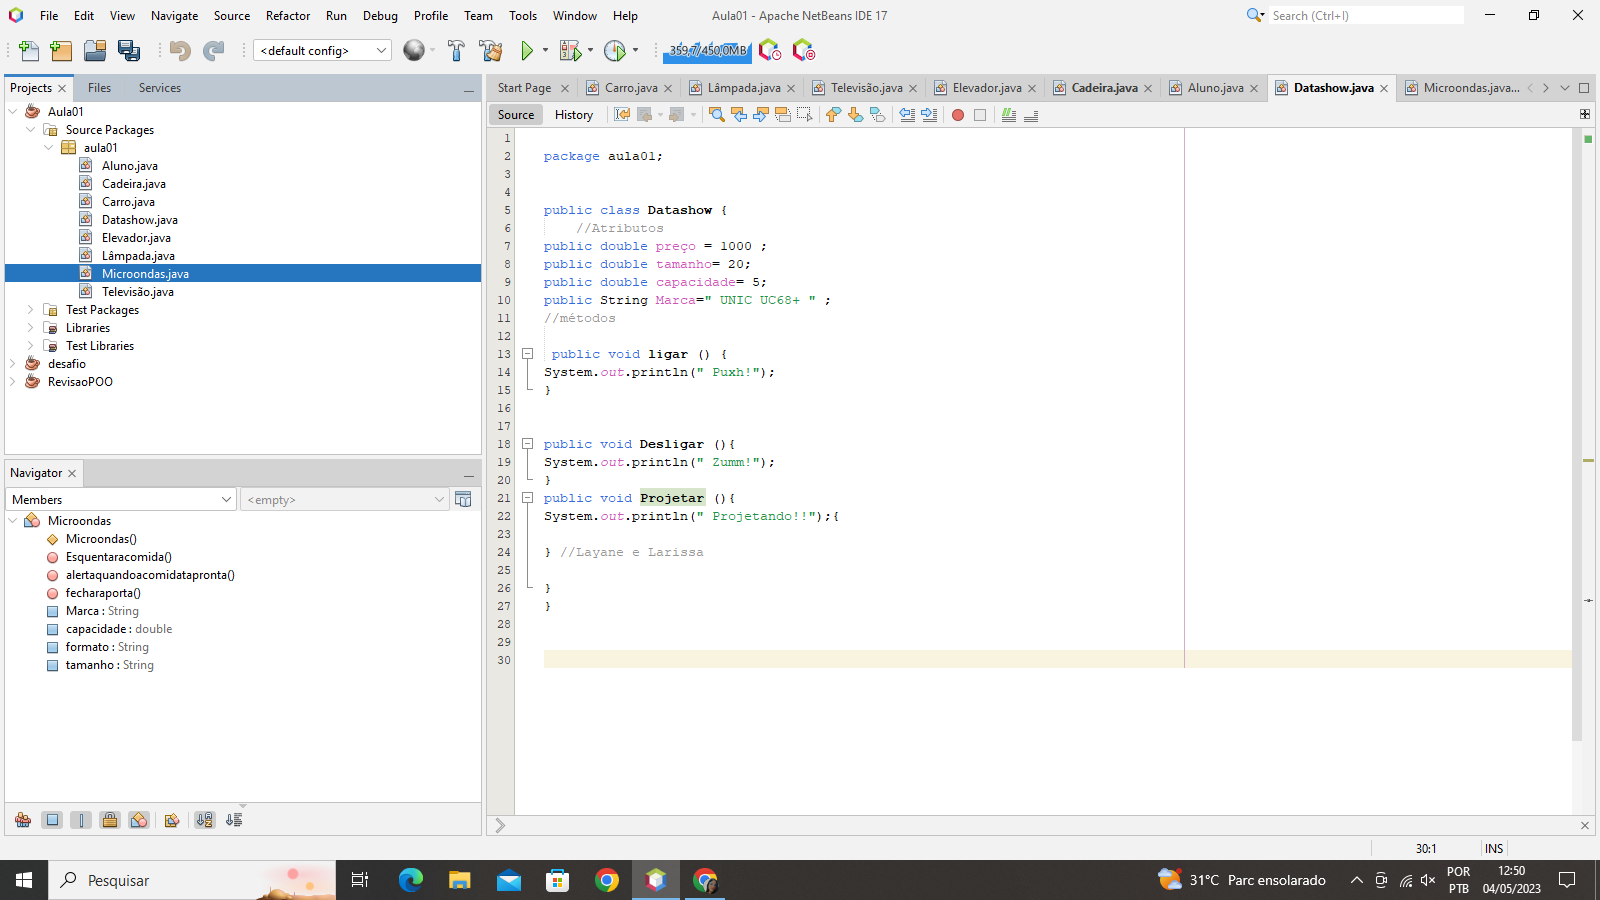 File Edit View Navigate Source Refactor Run Debug Profile Team Tools Window Help Aula01 - Apache NetBeans IDE 17 Search (Ctrl+I)
<default config> 359,7/450,0MB
Projects Files Services
Start Page Carro.java Lâmpada.java Televisão.java Elevador.java Cadeira.java Aluno.java Datashow.java Microondas.java...
Source History
Aula01
Source Packages
aula01
Aluno.java
Cadeira.java
Carro.java
Datashow.java
Elevador.java
Lâmpada.java
Microondas.java
Televisão.java
Test Packages
Libraries
Test Libraries
desafio
RevisaoPOO
Navigator
Members <empty>
Microondas
Microondas()
Esquentaracomida()
alertaquandoacomidatapronta()
fecharaporta()
Marca : String
capacidade : double
formato : String
tamanho : String
1
2 package aula01;
3
4
5 public class Datashow {
6 //Atributos
7 public double preço = 1000 ;
8 public double tamanho= 20;
9 public double capacidade= 5;
10 public String Marca=" UNIC UC68+ " ;
11 //métodos
12
13 public void ligar () {
14 System.out.println(" Puxh!");
15 }
16
17
18 public void Desligar (){
19 System.out.println(" Zumm!");
20 }
21 public void Projetar (){
22 System.out.println(" Projetando!!");{
23
24 } //Layane e Larissa
25
26 }
27 }
28
29
30
30:1 INS
Pesquisar
31°C Parc ensolarado
POR
PTB
12:50
04/05/2023